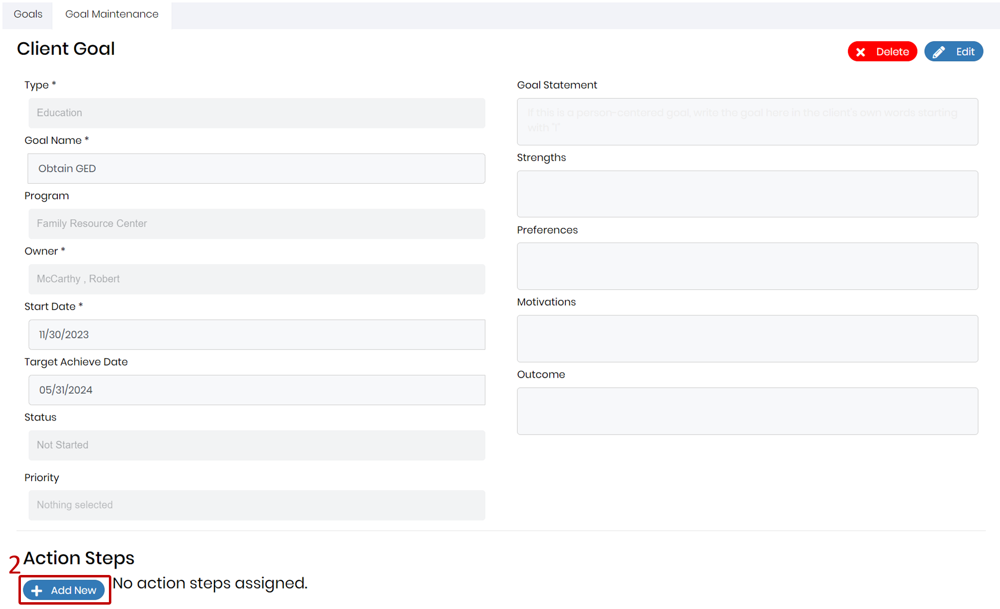 Goals
Goal Maintenance
Client Goal
Delete
Edit
Type *
Education
Goal Name *
Obtain GED
Program
Family Resource Center
Owner *
McCarthy , Robert
Start Date *
11/30/2023
Target Achieve Date
05/31/2024
Status
Not Started
Priority
Nothing selected
Goal Statement
If this is a person-centered goal, write the goal here in the client's own words starting
with "I"
Strengths
Preferences
Motivations
Outcome
2
Action Steps
Add New
No action steps assigned.